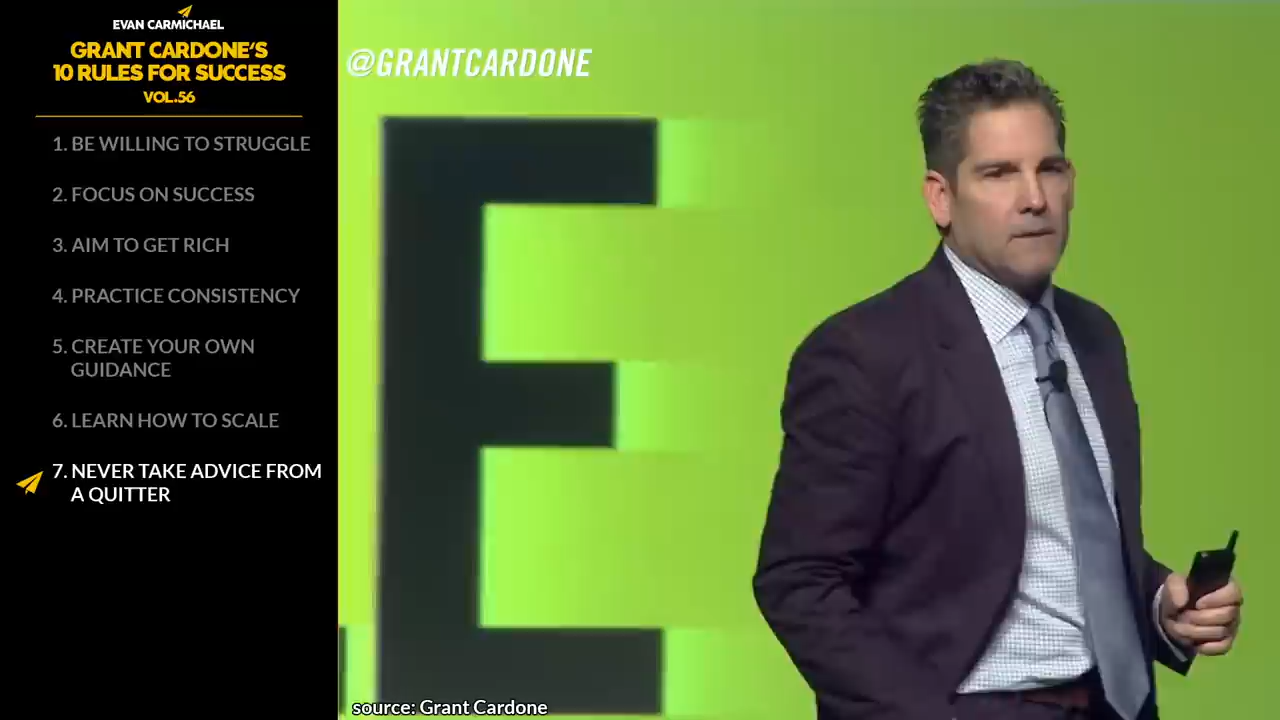 EVAN CARMICHAEL
GRANT CARDONE'S
10 RULES FOR SUCCESS
VOL.56
1. BE WILLING TO STRUGGLE
2. FOCUS ON SUCCESS
3. AIM TO GET RICH
4. PRACTICE CONSISTENCY
5. CREATE YOUR OWN
GUIDANCE
6. LEARN HOW TO SCALE
7. NEVER TAKE ADVICE FROM
A QUITTER
@GRANTCARDONE
E
source: Grant Cardone